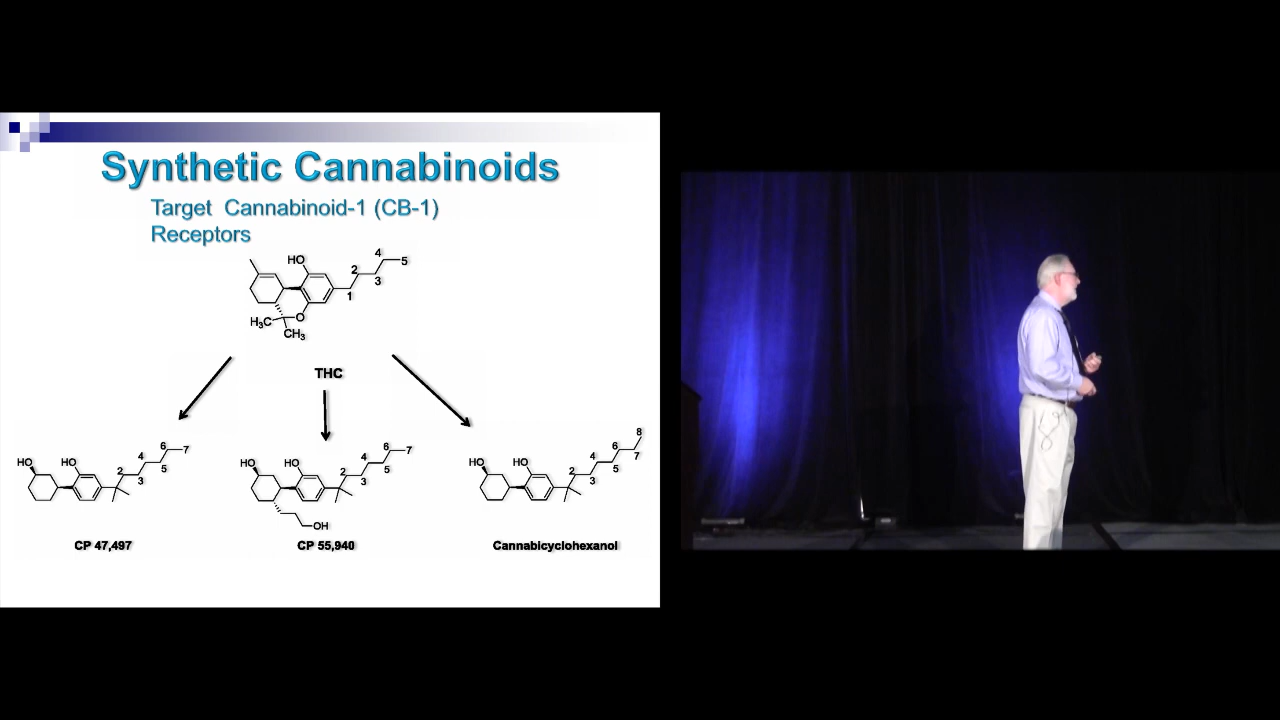 Synthetic Cannabinoids
Target Cannabinoid-1 (CB-1)
Receptors
HO
4
5
2
3
1
O
H₃C
CH₃
THC
HO
HO
2
3
4
5
6
7
HO
HO
2
3
4
5
6
7
OH
HO
HO
2
3
4
5
6
7
8
CP 47,497
CP 55,940
Cannabicyclohexanol